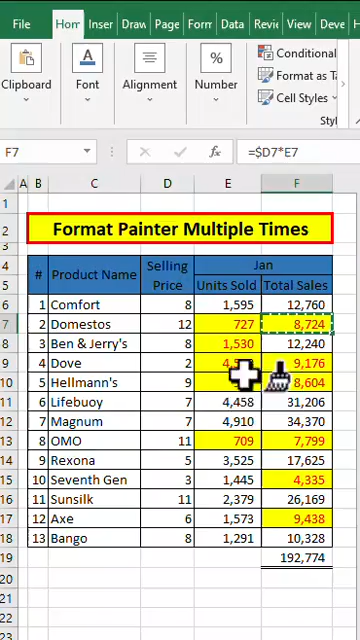 File Hom Inser Draw Page Form Data Revie View Deve
Clipboard
Font
Alignment
Number
Conditional
Format as Ta
Cell Styles
Styl
F7 fx =$D7*E7
A B C D E F
1
2 Format Painter Multiple Times
3
4 # Product Name Selling Price Jan
5 Units Sold Total Sales
6 1 Comfort 8 1,595 12,760
7 2 Domestos 12 727 8,724
8 3 Ben & Jerry's 8 1,530 12,240
9 4 Dove 2 9,176
10 5 Hellmann's 9 8,604
11 6 Lifebuoy 7 4,458 31,206
12 7 Magnum 7 4,910 34,370
13 8 OMO 11 709 7,799
14 9 Rexona 5 3,525 17,625
15 10 Seventh Gen 3 1,445 4,335
16 11 Sunsilk 11 2,379 26,169
17 12 Axe 6 1,573 9,438
18 13 Bango 8 1,291 10,328
19 192,774
20
21
22
23